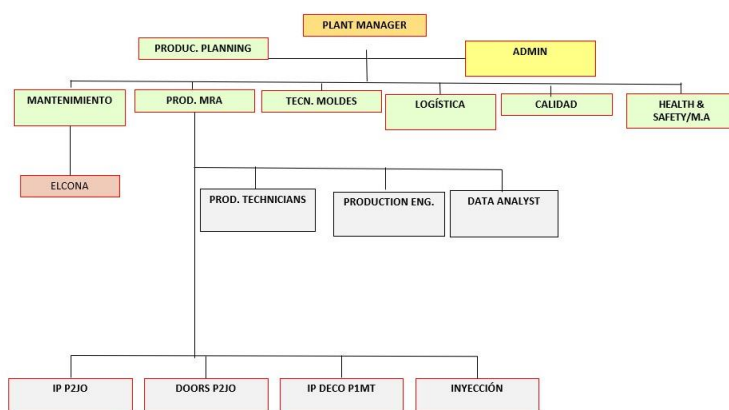 PLANT MANAGER
PRODUC. PLANNING
ADMIN
MANTENIMIENTO
PROD. MRA
TECN. MOLDES
LOGÍSTICA
CALIDAD
HEALTH &
SAFETY/M.A
ELCONA
PROD. TECHNICIANS
PRODUCTION ENG.
DATA ANALYST
IP P2JO
DOORS P2JO
IP DECO P1MT
INYECCIÓN